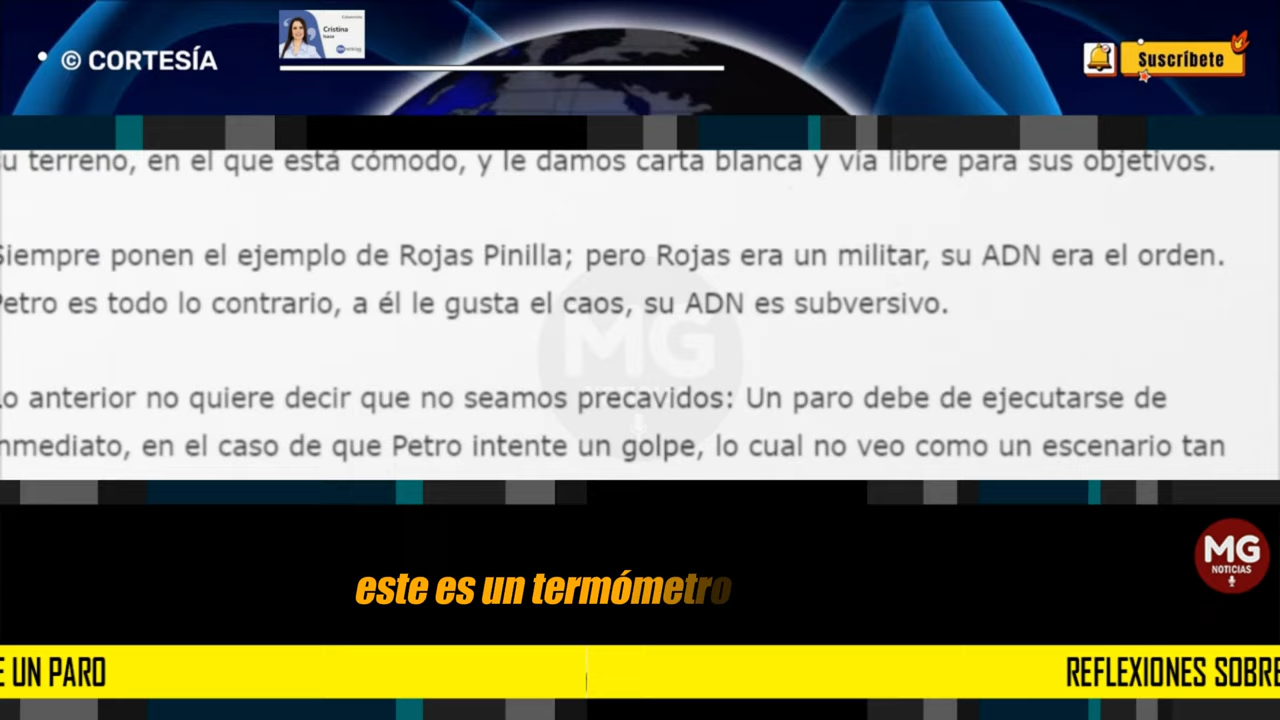 © CORTESÍA
Cristina
Suscríbete
su terreno, en el que está cómodo, y le damos carta blanca y vía libre para sus objetivos.
Siempre ponen el ejemplo de Rojas Pinilla; pero Rojas era un militar, su ADN era el orden.
Petro es todo lo contrario, a él le gusta el caos, su ADN es subversivo.
Lo anterior no quiere decir que no seamos precavidos: Un paro debe de ejecutarse de
inmediato, en el caso de que Petro intente un golpe, lo cual no veo como un escenario tan
MG
NOTICIAS
este es un termómetro
E UN PARO
REFLEXIONES SOBRE